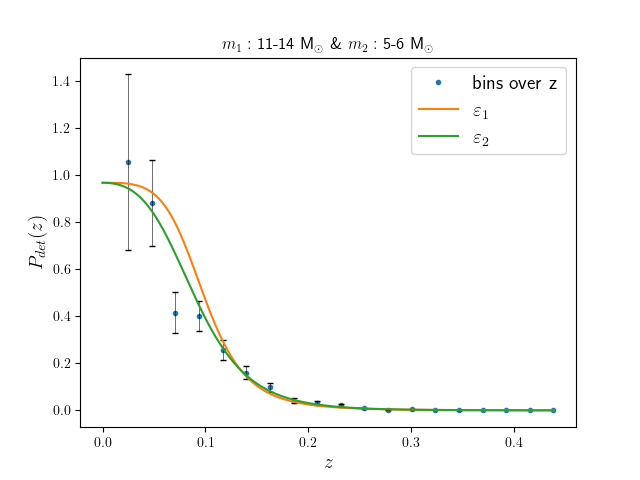 m₁ : 11-14 M⊙ & m₂ : 5-6 M⊙
bins over z
ε₁
ε₂
P_det(z)
1.4
1.2
1.0
0.8
0.6
0.4
0.2
0.0
0.0 0.1 0.2 0.3 0.4
z